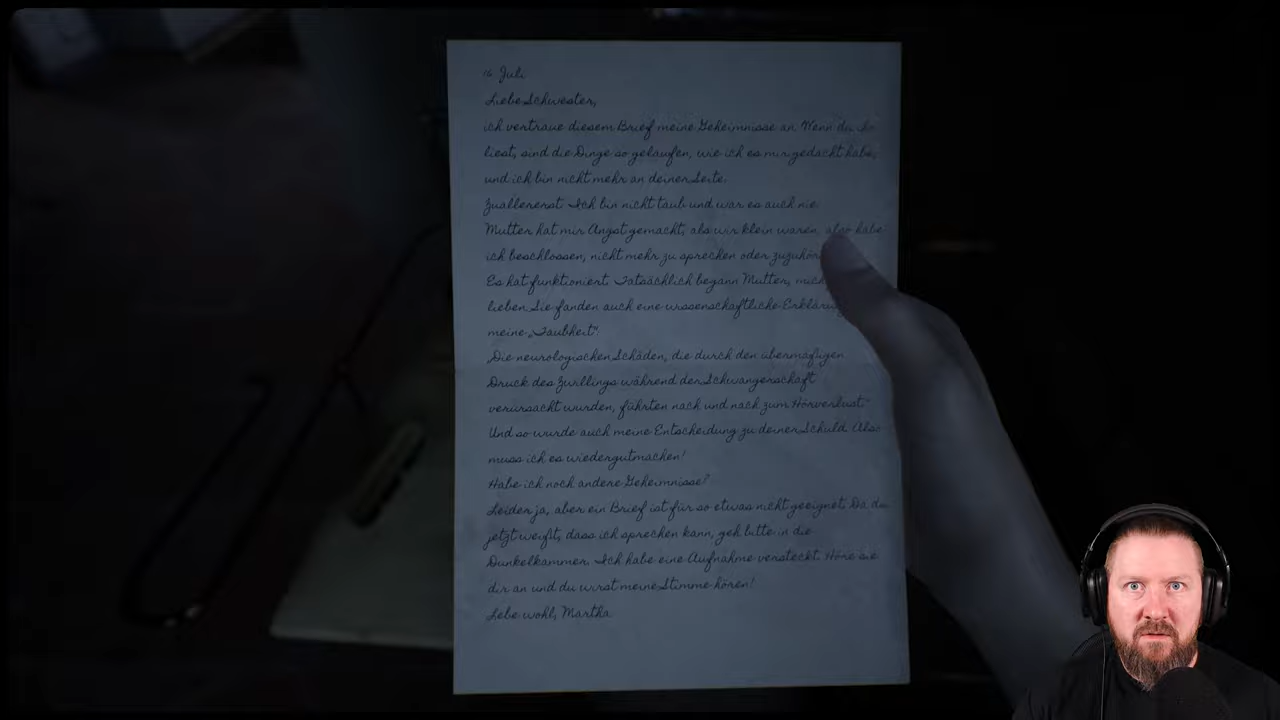 16. Juli
Liebe Schwester,
ich vertraue diesem Brief meine Geheimnisse an. Wenn du
liest, sind die Dinge so gelaufen, wie ich es mir gedacht habe,
und ich bin nicht mehr an deiner Seite.
Zuallererst: Ich bin nicht taub und war es auch nie.
Mutter hat mir Angst gemacht, als wir klein waren, also habe
ich beschlossen, nicht mehr zu sprechen oder
Es hat funktioniert. Tatsächlich begann Mutter,
lieben. Sie fanden auch eine wissenschaftliche
meine „Taubheit“:
„Die neurologischen Schäden, die durch den übermäßigen
Druck des Zwillings während der Schwangerschaft
verursacht wurden, führten nach und nach zum Hörverlust.“
Und so wurde auch meine Entscheidung zu deiner Schuld. Also
muss ich es wiedergutmachen!
Habe ich noch andere Geheimnisse?
Leider ja, aber ein Brief ist für so etwas nicht geeignet. Da du
jetzt weißt, dass ich sprechen kann, geh bitte in die
Dunkelkammer. Ich habe eine Aufnahme versteckt. Höre sie
dir an und du wirst meine Stimme hören!
Lebe wohl, Martha